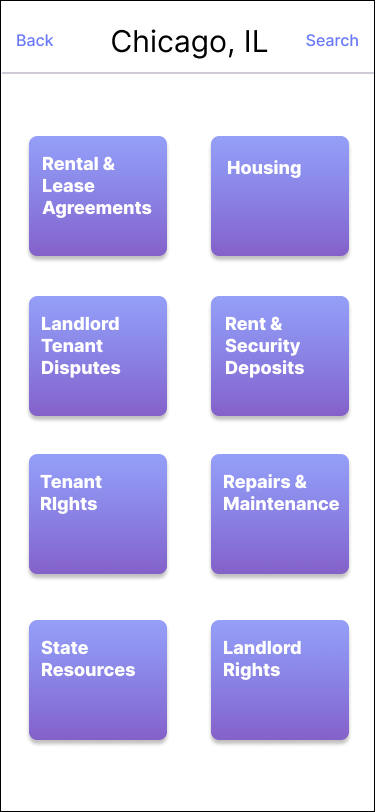 Back
Chicago, IL
Search
Rental &
Lease
Agreements
Housing
Landlord
Tenant
Disputes
Rent &
Security
Deposits
Tenant
RIghts
Repairs &
Maintenance
State
Resources
Landlord
Rights